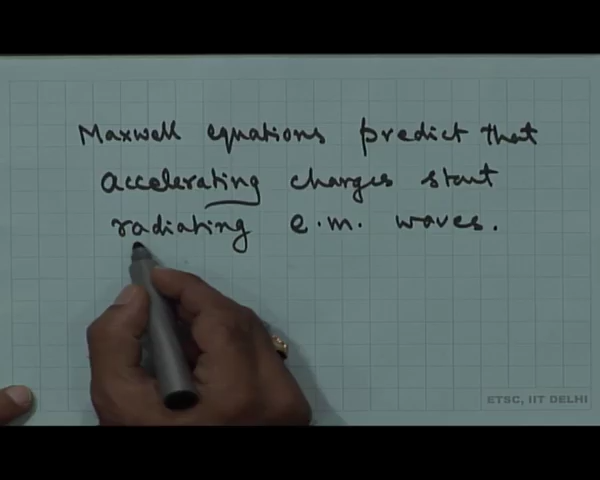 Maxwell equations predict that
accelerating charges start
radiating e.m. waves.
ETSC, IIT DELHI